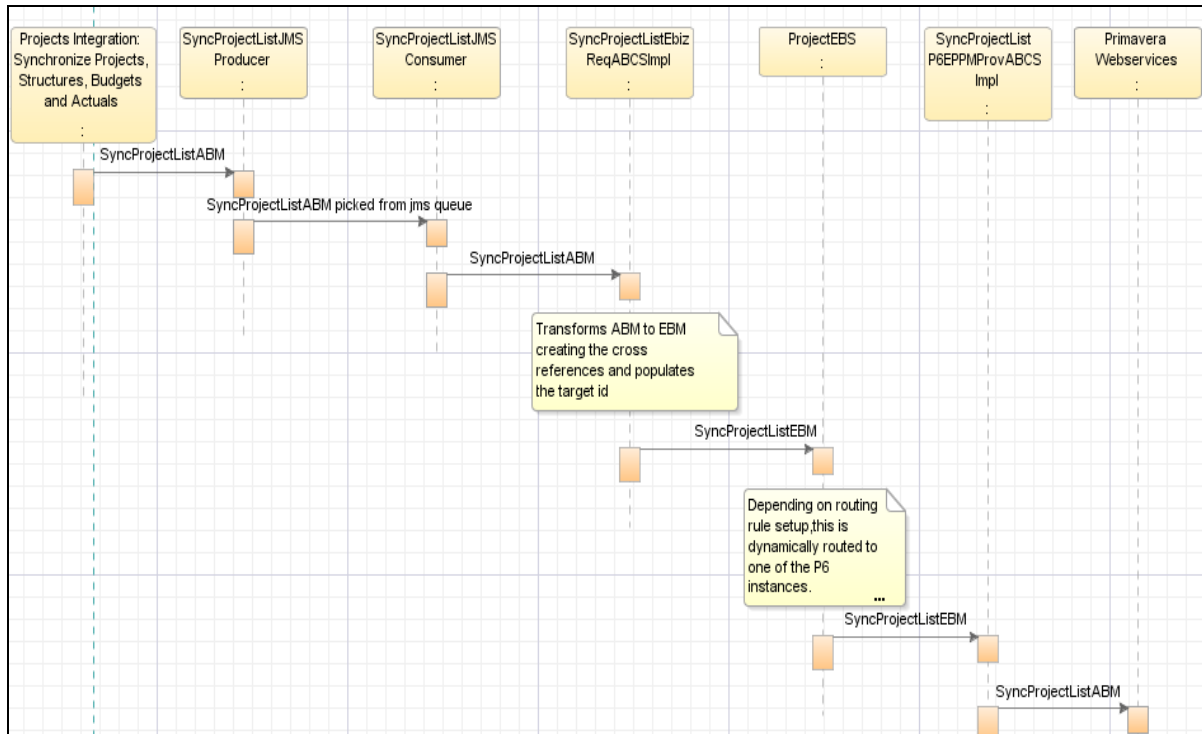 Projects Integration:
Synchronize Projects,
Structures, Budgets
and Actuals
:
SyncProjectListJMS
Producer
:
SyncProjectListJMS
Consumer
:
SyncProjectListEbiz
ReqABCSImpl
:
ProjectEBS
:
SyncProjectList
P6EPPMProvABCS
Impl
:
Primavera
Webservices
:
SyncProjectListABM
SyncProjectListABM picked from jms queue
SyncProjectListABM
Transforms ABM to EBM
creating the cross
references and populates
the target id
SyncProjectListEBM
Depending on routing
rule setup,this is
dynamically routed to
one of the P6
instances.
...
SyncProjectListEBM
SyncProjectListABM